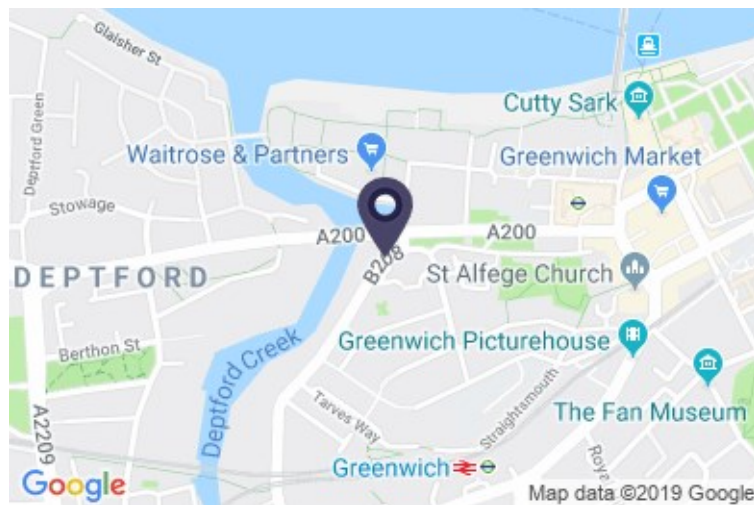 Glaisher St
Cutty Sark
Deptford Green
Waitrose & Partners
Greenwich Market
Stowage
A200
A200
B208
DEPTFORD
St Alfege Church
Greenwich Picturehouse
Berthon St
Deptford Creek
Tarves Way
Straightsmouth
The Fan Museum
A2209
Greenwich
Google
Map data ©2019 Google